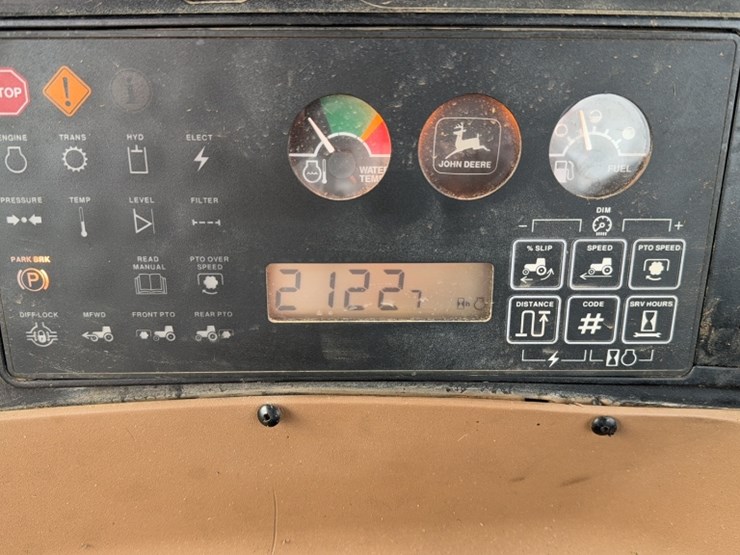 TOP
ENGINE TRANS HYD ELECT
PRESSURE TEMP LEVEL FILTER
PARK BRK READ MANUAL PTO OVER SPEED
P
DIFF-LOCK MFWD FRONT PTO REAR PTO
WATER TEMP
JOHN DEERE
FUEL
21227
DIM
- +
% SLIP SPEED PTO SPEED
DISTANCE CODE SRV HOURS
#